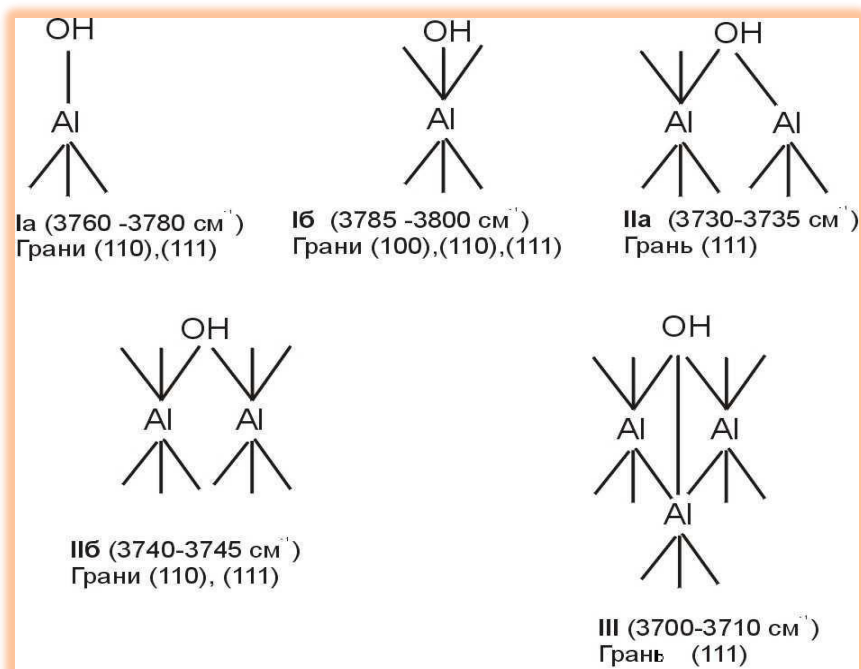 OH
Al
Iа (3760 -3780 см⁻¹)
Грани (110),(111)
OH
Al
Iб (3785 -3800 см⁻¹)
Грани (100),(110),(111)
OH
Al Al
IIа (3730-3735 см⁻¹)
Грань (111)
OH
Al Al
IIб (3740-3745 см⁻¹)
Грани (110), (111)
OH
Al Al
Al
III (3700-3710 см⁻¹)
Грань (111)